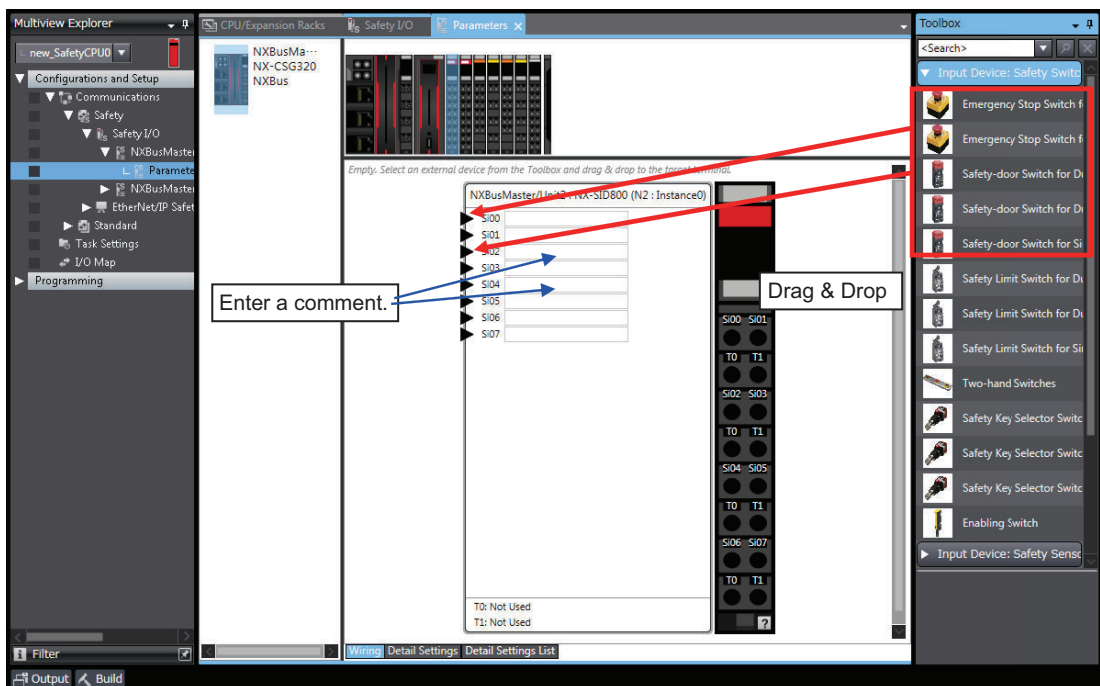 Multiview Explorer
new_SafetyCPU0
Configurations and Setup
Communications
Safety
Safety I/O
NXBusMaster
Paramete
NXBusMaster
EtherNet/IP Safet
Standard
Task Settings
I/O Map
Programming
Filter
Output
Build
CPU/Expansion Racks
Safety I/O
Parameters
NXBusMa...
NX-CSG320
NXBus
Empty. Select an external device from the Toolbox and drag & drop to the target terminal.
NXBusMaster/Unit2 : NX-SID800 (N2 : Instance0)
Si00
Si01
Si02
Si03
Si04
Si05
Si06
Si07
Enter a comment.
Drag & Drop
T0: Not Used
T1: Not Used
Si00 Si01
T0 T1
Si02 Si03
T0 T1
Si04 Si05
T0 T1
Si06 Si07
T0 T1
?
Wiring
Detail Settings
Detail Settings List
Toolbox
<Search>
Input Device: Safety Switc
Emergency Stop Switch f
Emergency Stop Switch f
Safety-door Switch for Du
Safety-door Switch for Du
Safety-door Switch for Si
Safety Limit Switch for Du
Safety Limit Switch for Du
Safety Limit Switch for Si
Two-hand Switches
Safety Key Selector Switc
Safety Key Selector Switc
Safety Key Selector Switc
Enabling Switch
Input Device: Safety Senso